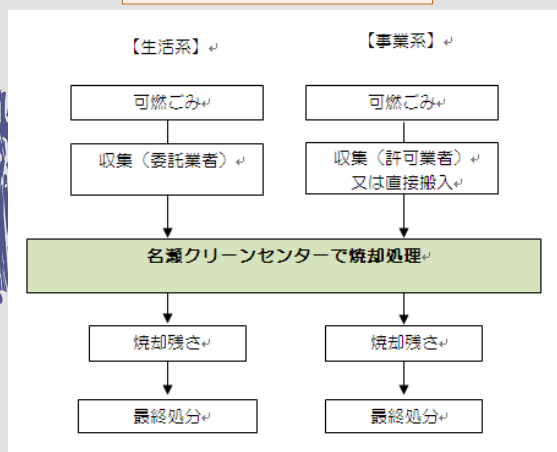 【生活系】
【事業系】
可燃ごみ
可燃ごみ
収集（委託業者）
収集（許可業者）
又は直接搬入
名瀬クリーンセンターで焼却処理
焼却残さ
焼却残さ
最終処分
最終処分